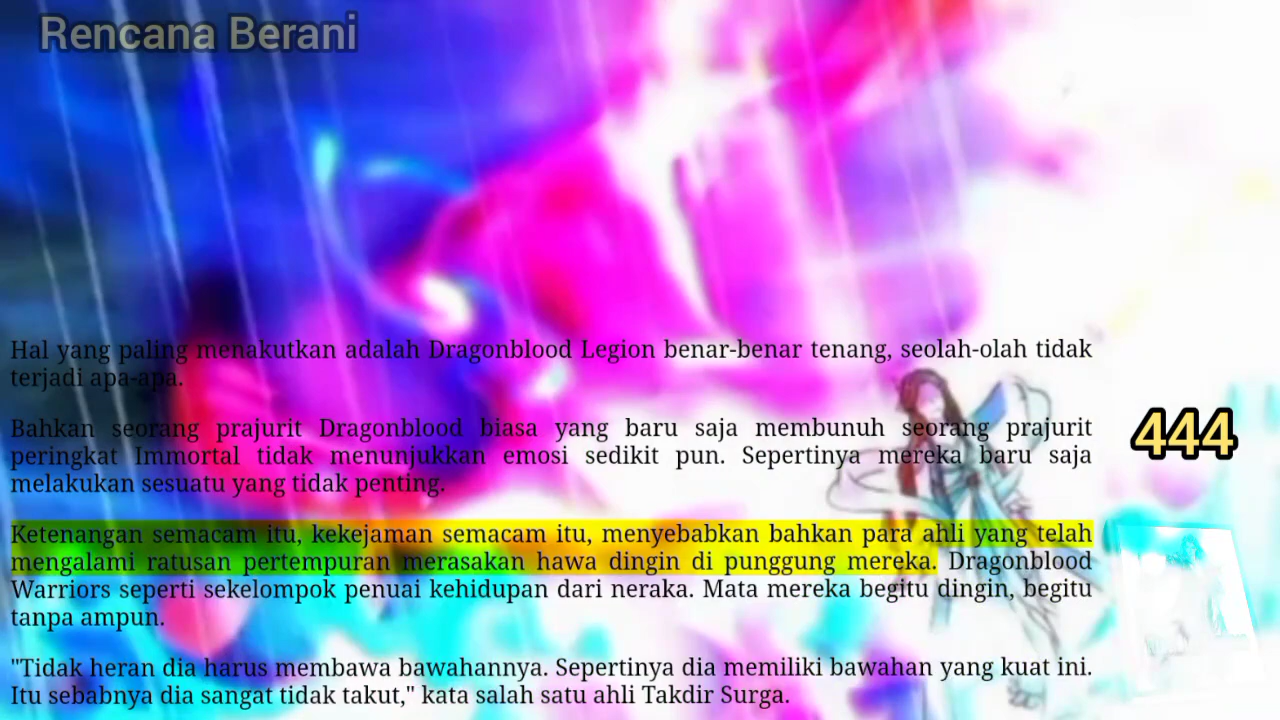 Rencana Berani
Hal yang paling menakutkan adalah Dragonblood Legion benar-benar tenang, seolah-olah tidak
terjadi apa-apa.
Bahkan seorang prajurit Dragonblood biasa yang baru saja membunuh seorang prajurit
peringkat Immortal tidak menunjukkan emosi sedikit pun. Sepertinya mereka baru saja
melakukan sesuatu yang tidak penting.
444
Ketenangan semacam itu, kekejaman semacam itu, menyebabkan bahkan para ahli yang telah
mengalami ratusan pertempuran merasakan hawa dingin di punggung mereka. Dragonblood
Warriors seperti sekelompok penuai kehidupan dari neraka. Mata mereka begitu dingin, begitu
tanpa ampun.
"Tidak heran dia harus membawa bawahannya. Sepertinya dia memiliki bawahan yang kuat ini.
Itu sebabnya dia sangat tidak takut," kata salah satu ahli Takdir Surga.